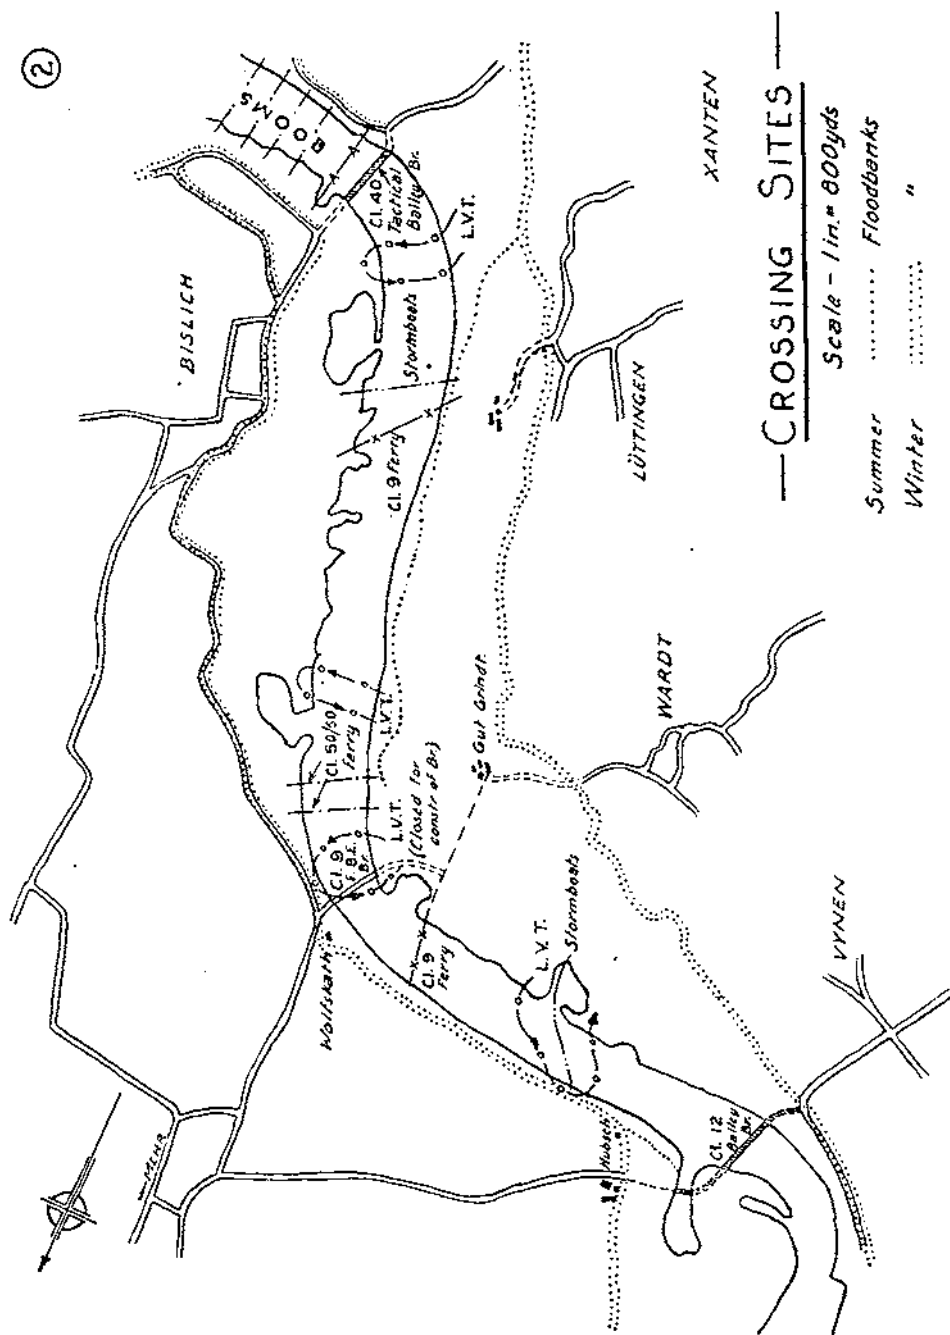 ②
— CROSSING SITES —
Scale – 1 in. = 800yds
Summer ........ Floodbanks
Winter :::::::: "
XANTEN
BISLICH
BOOMS
Cl. 40
Tactical
Bailey Br.
L.V.T.
Stormboats
Cl. 9 Ferry
LÜTTINGEN
Cl. 50/60
Ferry
L.V.T.
L.V.T.
(Closed for
constr of Br.)
Cl. 9
F.B.E.
Br.
Gut Grindt.
WARDT
Wolfskath
Cl. 9
Ferry
L.V.T.
Stormboats
VYNEN
MEHR
Hubsch
Cl. 12
Bailey
Br.